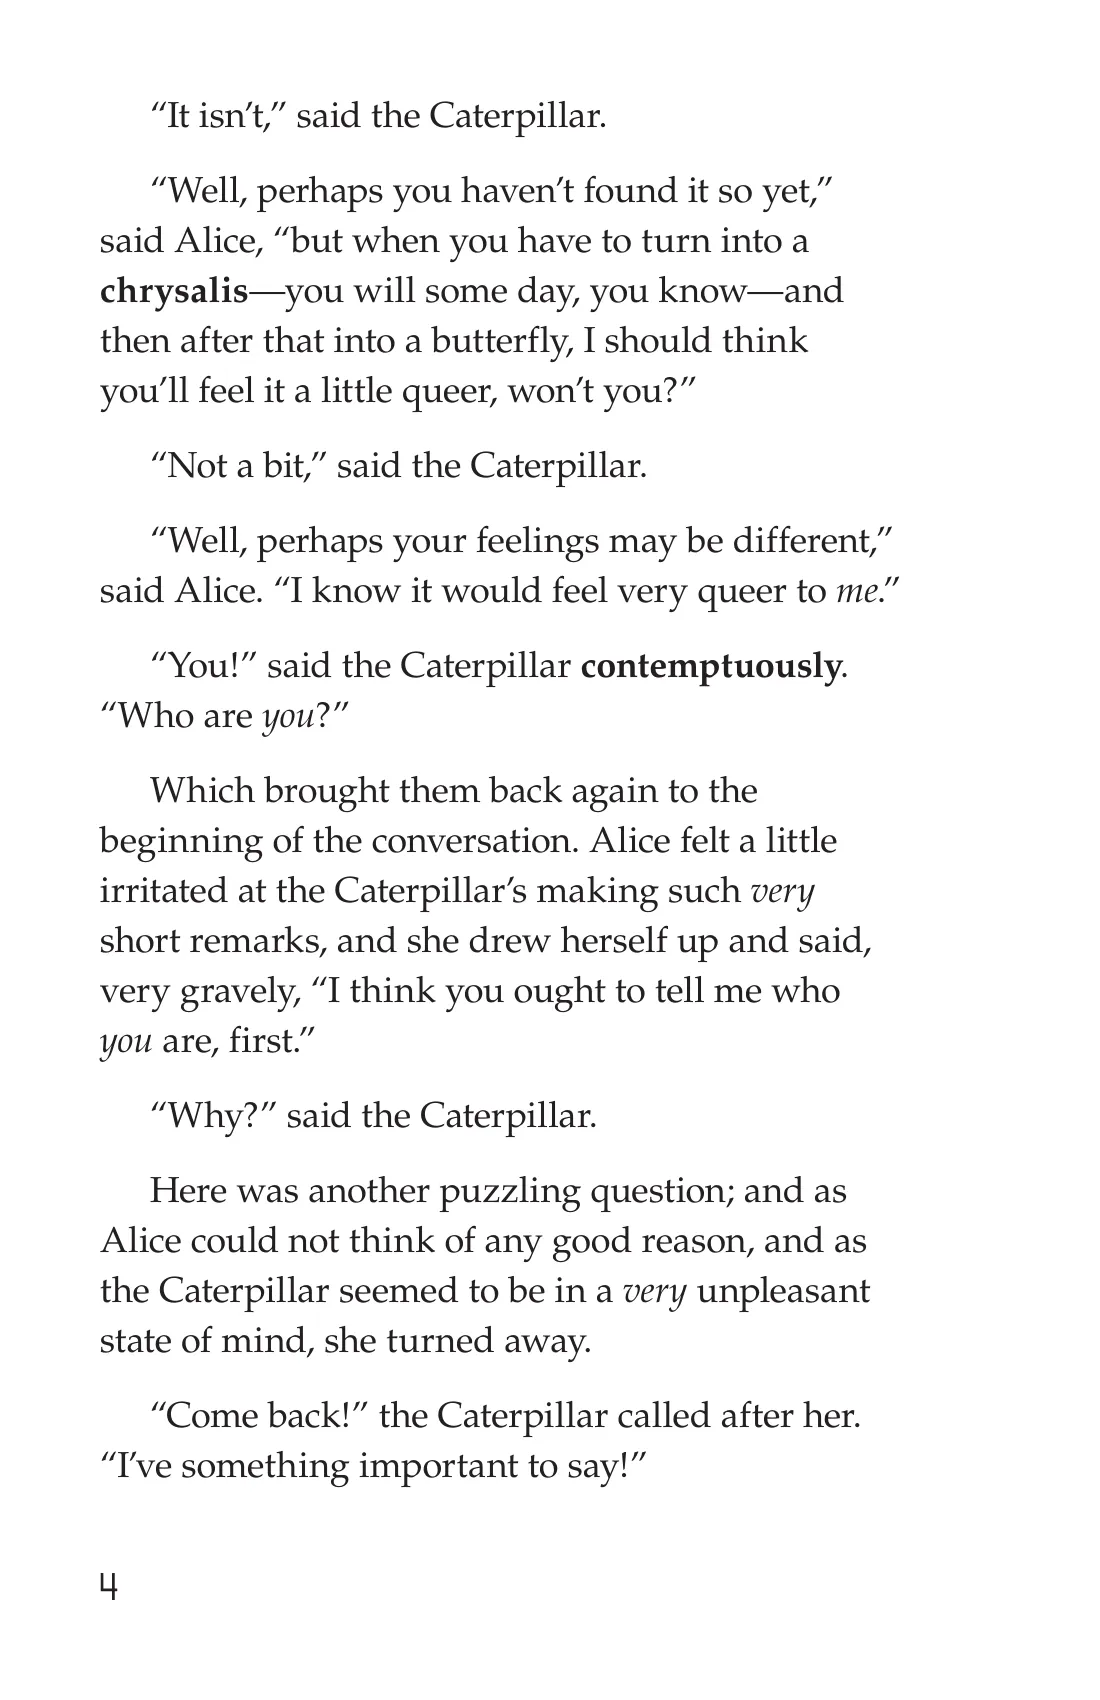 “It isn’t,” said the Caterpillar.
“Well, perhaps you haven’t found it so yet,”
said Alice, “but when you have to turn into a
chrysalis—you will some day, you know—and
then after that into a butterfly, I should think
you’ll feel it a little queer, won’t you?”
“Not a bit,” said the Caterpillar.
“Well, perhaps your feelings may be different,”
said Alice. “I know it would feel very queer to me.”
“You!” said the Caterpillar contemptuously.
“Who are you?”
Which brought them back again to the
beginning of the conversation. Alice felt a little
irritated at the Caterpillar’s making such very
short remarks, and she drew herself up and said,
very gravely, “I think you ought to tell me who
you are, first.”
“Why?” said the Caterpillar.
Here was another puzzling question; and as
Alice could not think of any good reason, and as
the Caterpillar seemed to be in a very unpleasant
state of mind, she turned away.
“Come back!” the Caterpillar called after her.
“I’ve something important to say!”
4